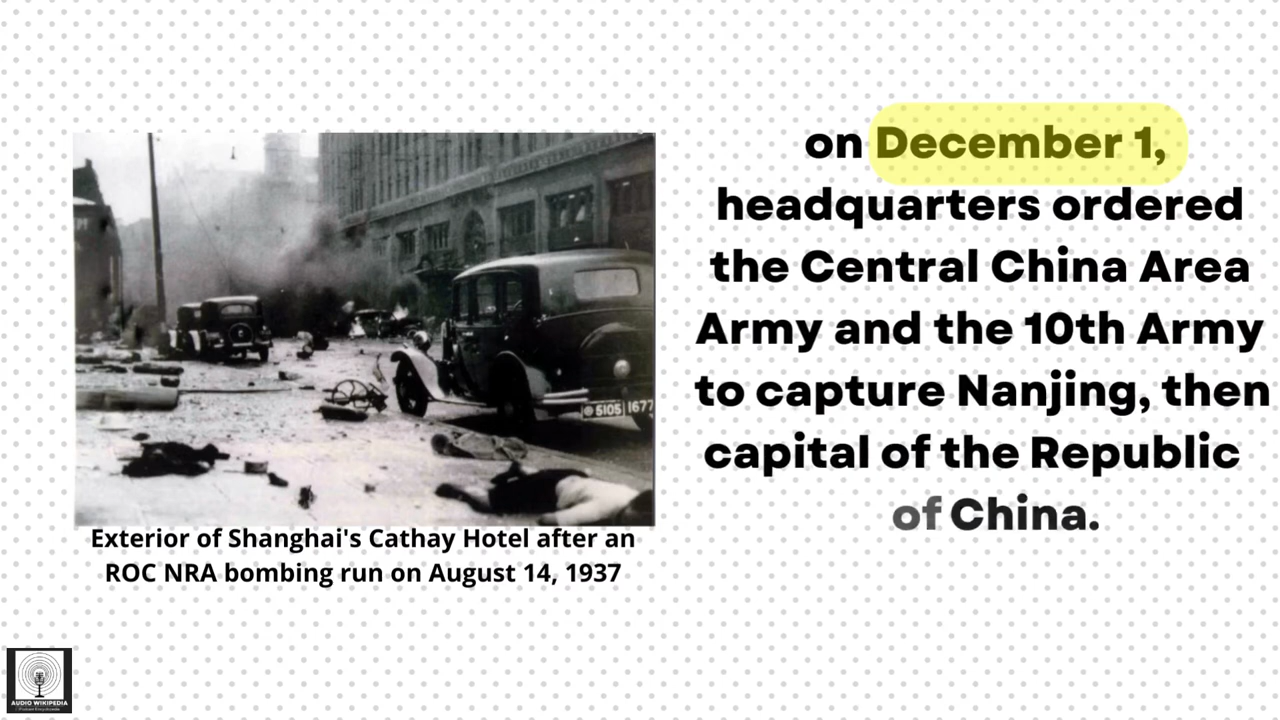 on December 1,
headquarters ordered
the Central China Area
Army and the 10th Army
to capture Nanjing, then
capital of the Republic
of China.
5105 1677
Exterior of Shanghai's Cathay Hotel after an
ROC NRA bombing run on August 14, 1937
AUDIO WIKIPEDIA